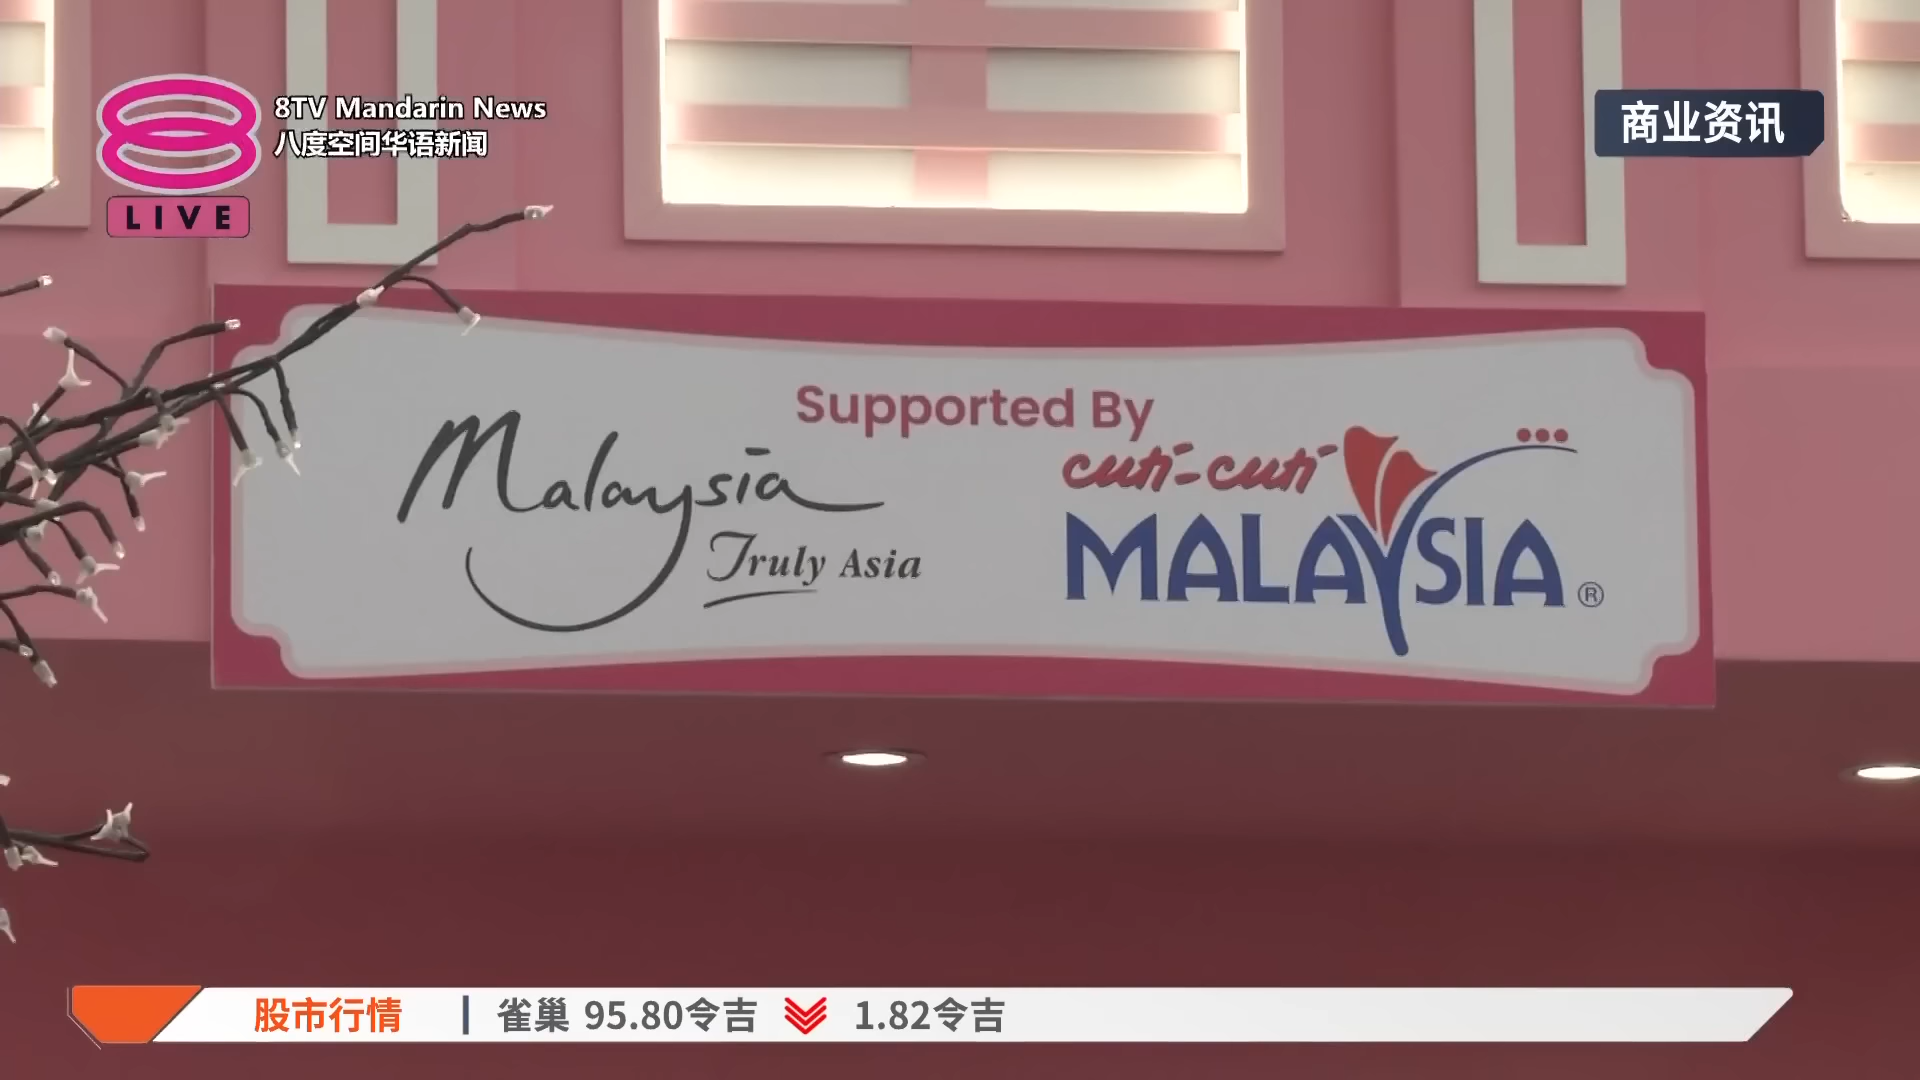 8TV Mandarin News
八度空间华语新闻
LIVE
商业资讯
Supported By
Malaysia
Truly Asia
cuti-cuti
MALAYSIA ®
股市行情 | 雀巢 95.80令吉 1.82令吉